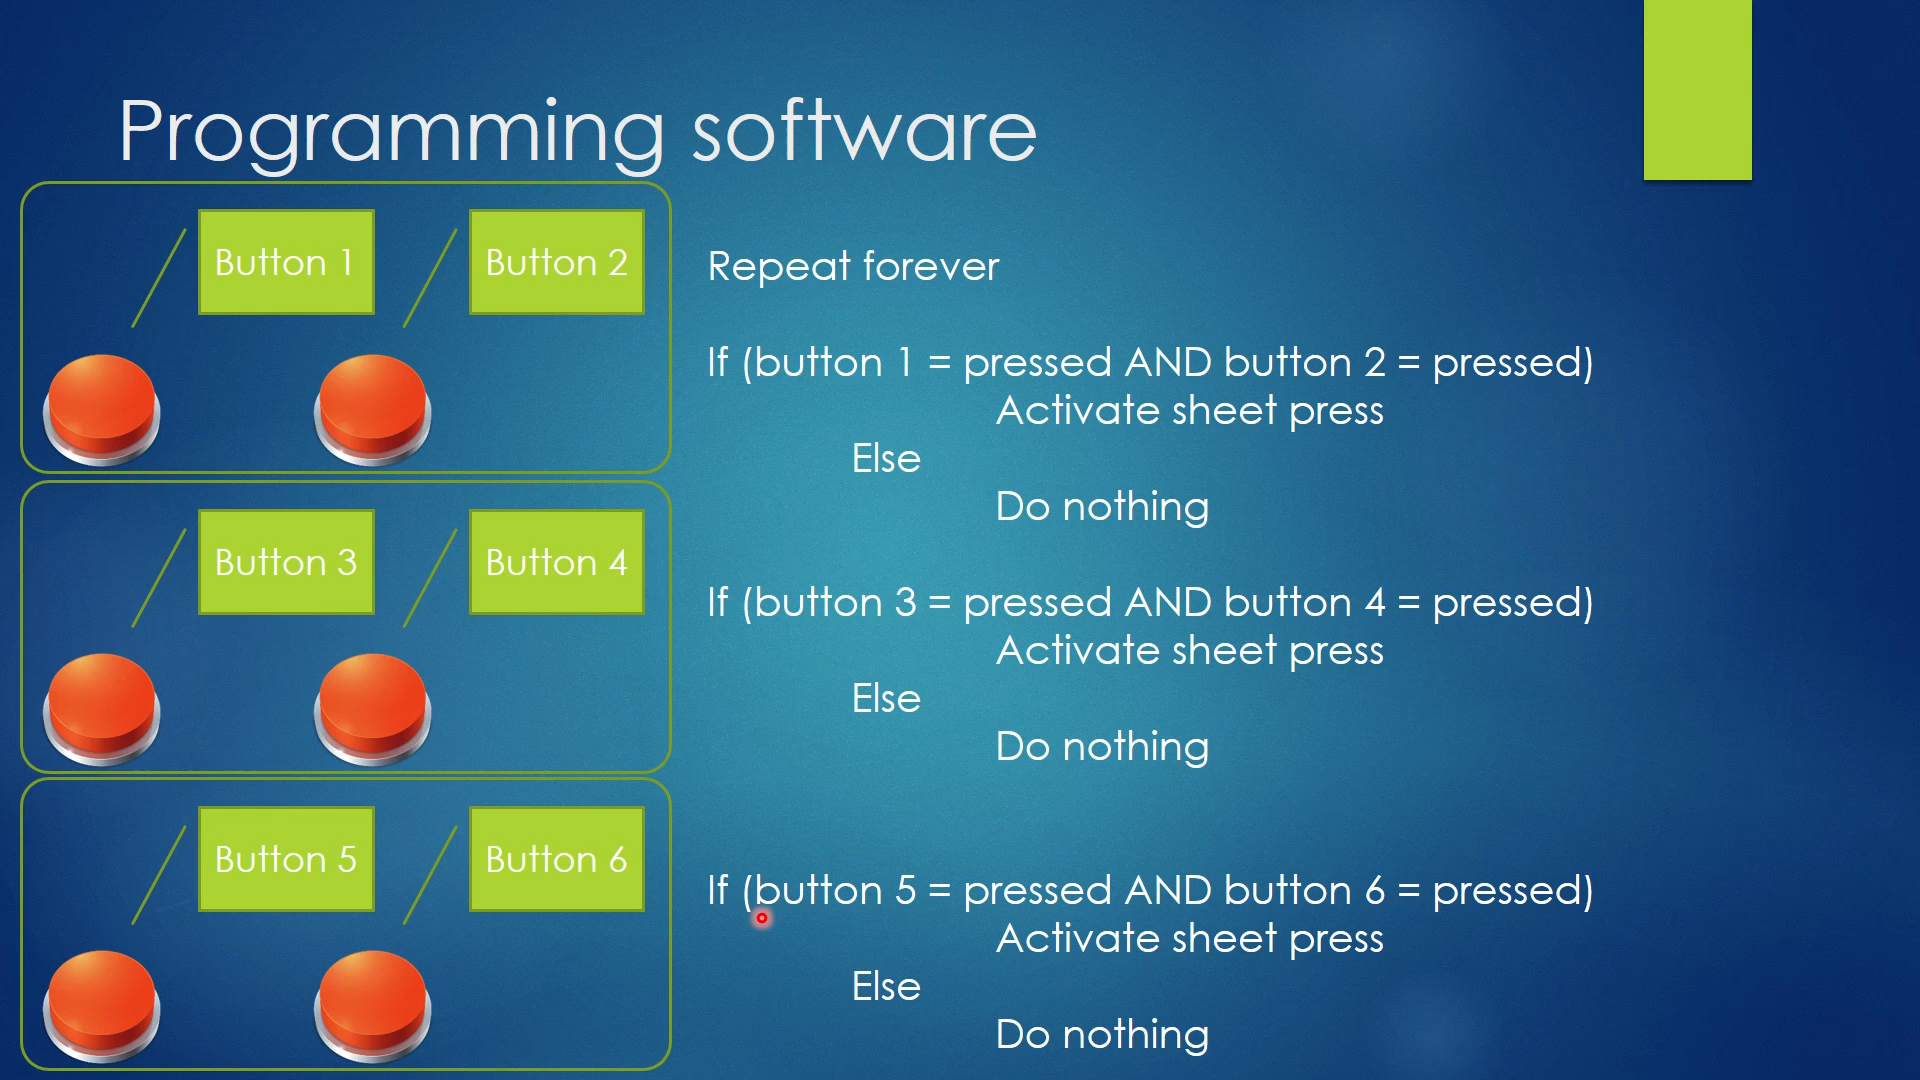 Programming software
Button 1
Button 2
Button 3
Button 4
Button 5
Button 6
Repeat forever
If (button 1 = pressed AND button 2 = pressed)
Activate sheet press
Else
Do nothing
If (button 3 = pressed AND button 4 = pressed)
Activate sheet press
Else
Do nothing
If (button 5 = pressed AND button 6 = pressed)
Activate sheet press
Else
Do nothing